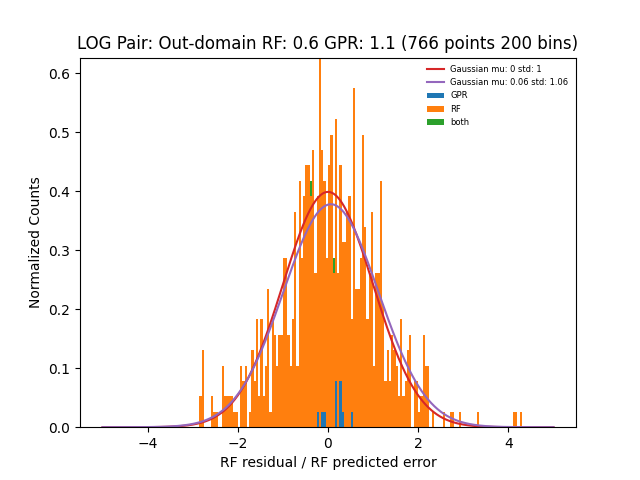 LOG Pair: Out-domain RF: 0.6 GPR: 1.1 (766 points 200 bins)
Gaussian mu: 0 std: 1
Gaussian mu: 0.06 std: 1.06
GPR
RF
both
Normalized Counts
0.6
0.5
0.4
0.3
0.2
0.1
0.0
−4
−2
0
2
4
RF residual / RF predicted error